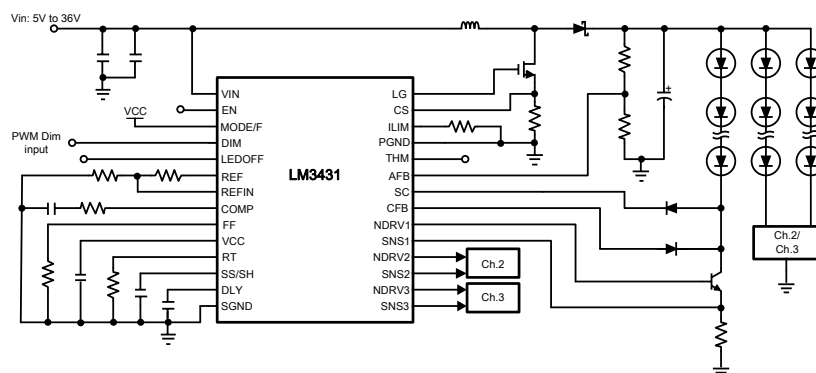 Vin: 5V to 36V
VCC
PWM Dim
input
LM3431
VIN
EN
MODE/F
DIM
LEDOFF
REF
REFIN
COMP
FF
VCC
RT
SS/SH
DLY
SGND
LG
CS
ILIM
PGND
THM
AFB
SC
CFB
NDRV1
SNS1
NDRV2
SNS2
NDRV3
SNS3
+
Ch.2
Ch.3
Ch.2/
Ch.3